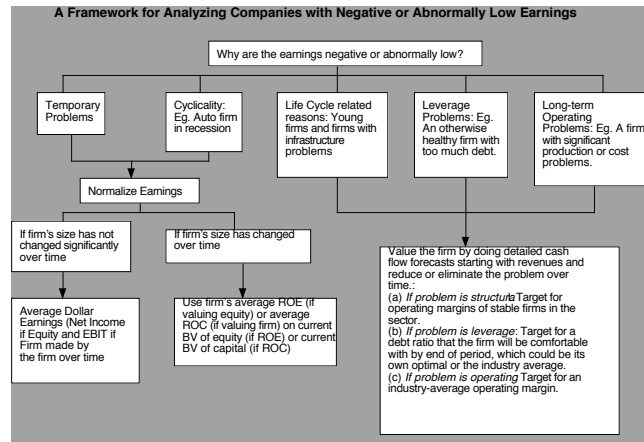 A Framework for Analyzing Companies with Negative or Abnormally Low Earnings
Why are the earnings negative or abnormally low?
Temporary
Problems
Cyclicality:
Eg. Auto firm
in recession
Life Cycle related
reasons: Young
firms and firms with
infrastructure
problems
Leverage
Problems: Eg.
An otherwise
healthy firm with
too much debt.
Long-term
Operating
Problems: Eg. A firm
with significant
production or cost
problems.
Normalize Earnings
If firm's size has not
changed significantly
over time
If firm's size has changed
over time
Average Dollar
Earnings (Net Income
if Equity and EBIT if
Firm made by
the firm over time
Use firm's average ROE (if
valuing equity) or average
ROC (if valuing firm) on current
BV of equity (if ROE) or current
BV of capital (if ROC)
Value the firm by doing detailed cash
flow forecasts starting with revenues and
reduce or eliminate the problem over
time.:
(a) If problem is structural: Target for
operating margins of stable firms in the
sector.
(b) If problem is leverage: Target for a
debt ratio that the firm will be comfortable
with by end of period, which could be its
own optimal or the industry average.
(c) If problem is operating: Target for an
industry-average operating margin.